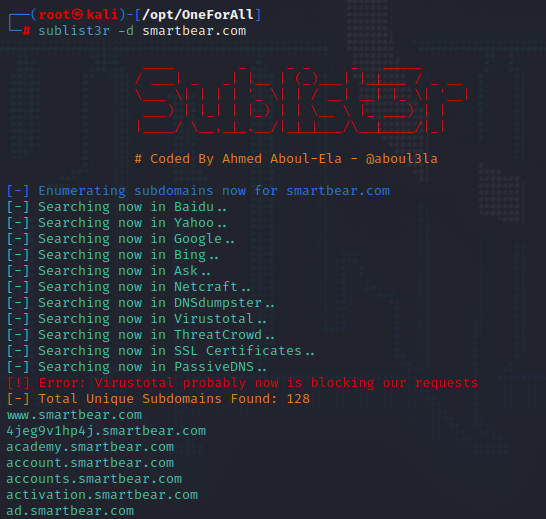 ┌──(root㉿kali)-[/opt/OneForAll]
└─# sublist3r -d smartbear.com
Sublist3r
# Coded By Ahmed Aboul-Ela - @aboul3la
[-] Enumerating subdomains now for smartbear.com
[-] Searching now in Baidu..
[-] Searching now in Yahoo..
[-] Searching now in Google..
[-] Searching now in Bing..
[-] Searching now in Ask..
[-] Searching now in Netcraft..
[-] Searching now in DNSdumpster..
[-] Searching now in Virustotal..
[-] Searching now in ThreatCrowd..
[-] Searching now in SSL Certificates..
[-] Searching now in PassiveDNS..
[!] Error: Virustotal probably now is blocking our requests
[-] Total Unique Subdomains Found: 128
www.smartbear.com
4jeg9v1hp4j.smartbear.com
academy.smartbear.com
account.smartbear.com
accounts.smartbear.com
activation.smartbear.com
ad.smartbear.com